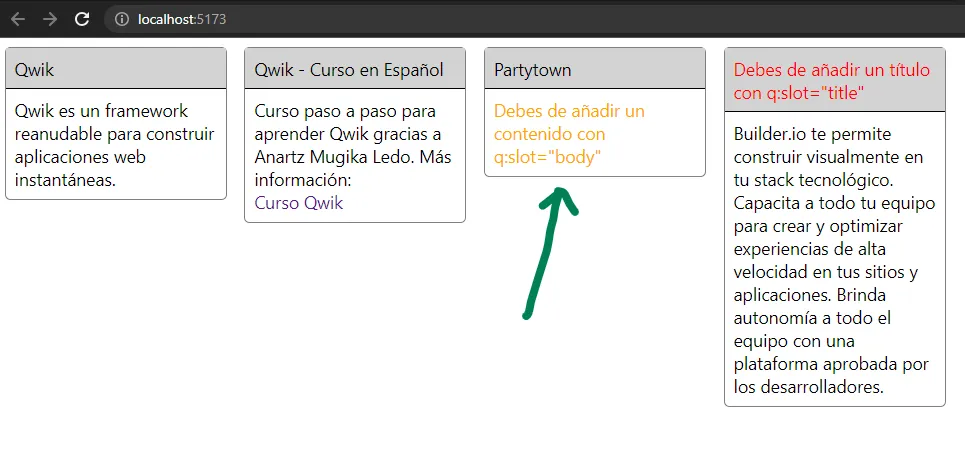 localhost:5173
Qwik
Qwik es un framework
reanudable para construir
aplicaciones web
instantáneas.
Qwik - Curso en Español
Curso paso a paso para
aprender Qwik gracias a
Anartz Mugika Ledo. Más
información:
Curso Qwik
Partytown
Debes de añadir un
contenido con
q:slot="body"
Debes de añadir un título
con q:slot="title"
Builder.io te permite
construir visualmente en
tu stack tecnológico.
Capacita a todo tu equipo
para crear y optimizar
experiencias de alta
velocidad en tus sitios y
aplicaciones. Brinda
autonomía a todo el
equipo con una
plataforma aprobada por
los desarrolladores.